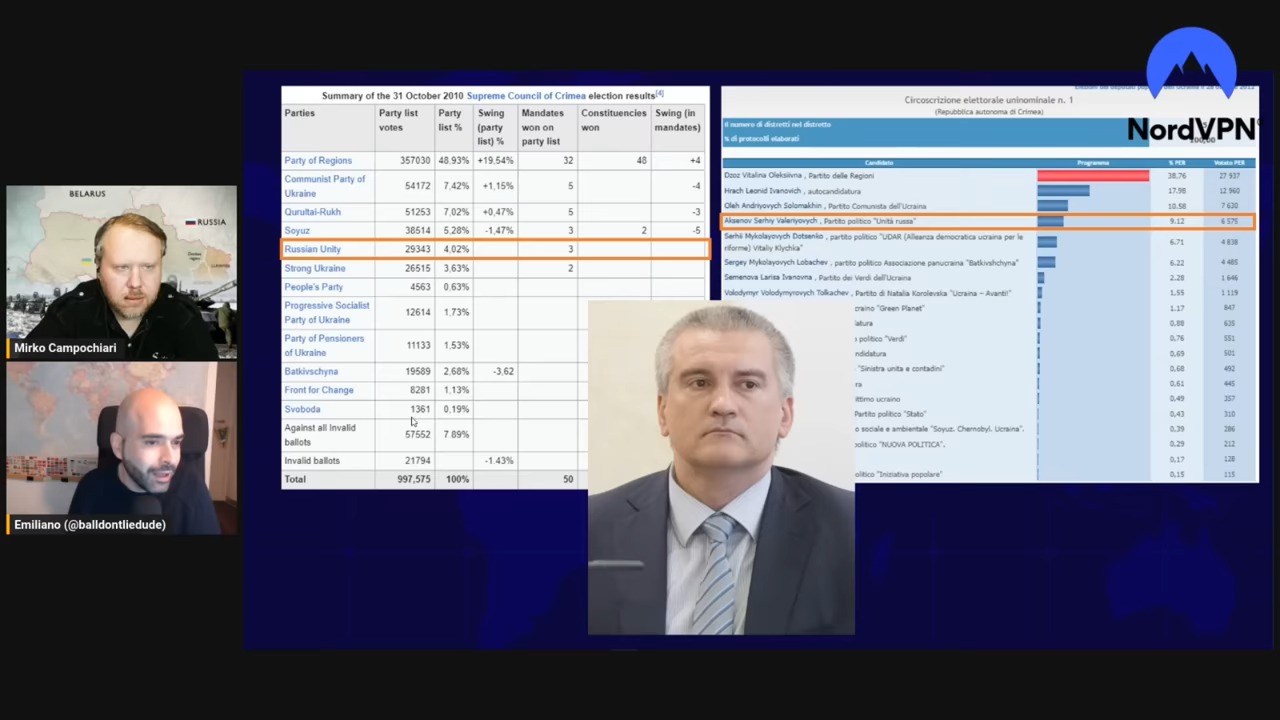 NordVPN®
BELARUS
RUSSIA
Mirko Campochiari
Emiliano (@balldontliedude)
Summary of the 31 October 2010 Supreme Council of Crimea election results[4]
Parties Party list votes Party list % Swing (party list) % Mandates won on party list Constituencies won Swing (in mandates)
Party of Regions 357030 48,93% +19,54% 32 48 +4
Communist Party of Ukraine 54172 7,42% +1,15% 5 -4
Qurultai-Rukh 51253 7,02% +0,47% 5 -3
Soyuz 38514 5,28% -1,47% 3 2 -5
Russian Unity 29343 4,02% 3
Strong Ukraine 26515 3,63% 2
People's Party 4563 0,63%
Progressive Socialist Party of Ukraine 12614 1,73%
Party of Pensioners of Ukraine 11133 1,53%
Batkivschyna 19589 2,68% -3,62
Front for Change 8281 1,13%
Svoboda 1361 0,19%
Against all Invalid ballots 57552 7.89%
Invalid ballots 21794 -1.43%
Total 997,575 100% 50
Circoscrizione elettorale uninominale n. 1
(Repubblica autonoma di Crimea)
Il numero di distretti nel distretto
% di protocolli elaborati 100,00
Candidato Programma % PER Votato PER
Dzoz Vitalina Oleksiivna , Partito delle Regioni 38,76 27 937
Hrach Leonid Ivanovich , autocandidatura 17.98 12 960
Oleh Andriyovych Solomakhin , Partito Comunista dell'Ucraina 10.58 7 620
Aksenov Serhiy Valeriyovych , Partito politico "Unità russa" 9.12 6 575
Serhii Mykolayovych Dotsenko , partito politico "UDAR (Alleanza democratica ucraina per le riforme) Vitaliy Klychka" 6.71 4 838
Sergey Mykolayovych Lobachev , partito politico Associazione panucraina "Batkivshchyna" 6.22 4 485
Semenova Larisa Ivanovna , Partito dei Verdi dell'Ucraina 2.28 1 646
Volodymyr Volodymyrovych Tolkachev , Partito di Natalia Korolevska "Ucraina – Avanti!" 1,55 1 119
craino "Green Planet" 1.17 847
latura 0,88 635
o politico "Verdi" 0,76 551
ndidatura 0,69 501
"Sinistra unita e contadini" 0.68 492
ra 0.61 445
ittimo ucraino 0.49 357
Partito politico "Stato" 0,43 310
o sociale e ambientale "Soyuz. Chernobyl. Ucraina". 0.39 286
politico "NUOVA POLITICA". 0.29 212
0.17 128
olitico "Iniziativa popolare" 0,15 115